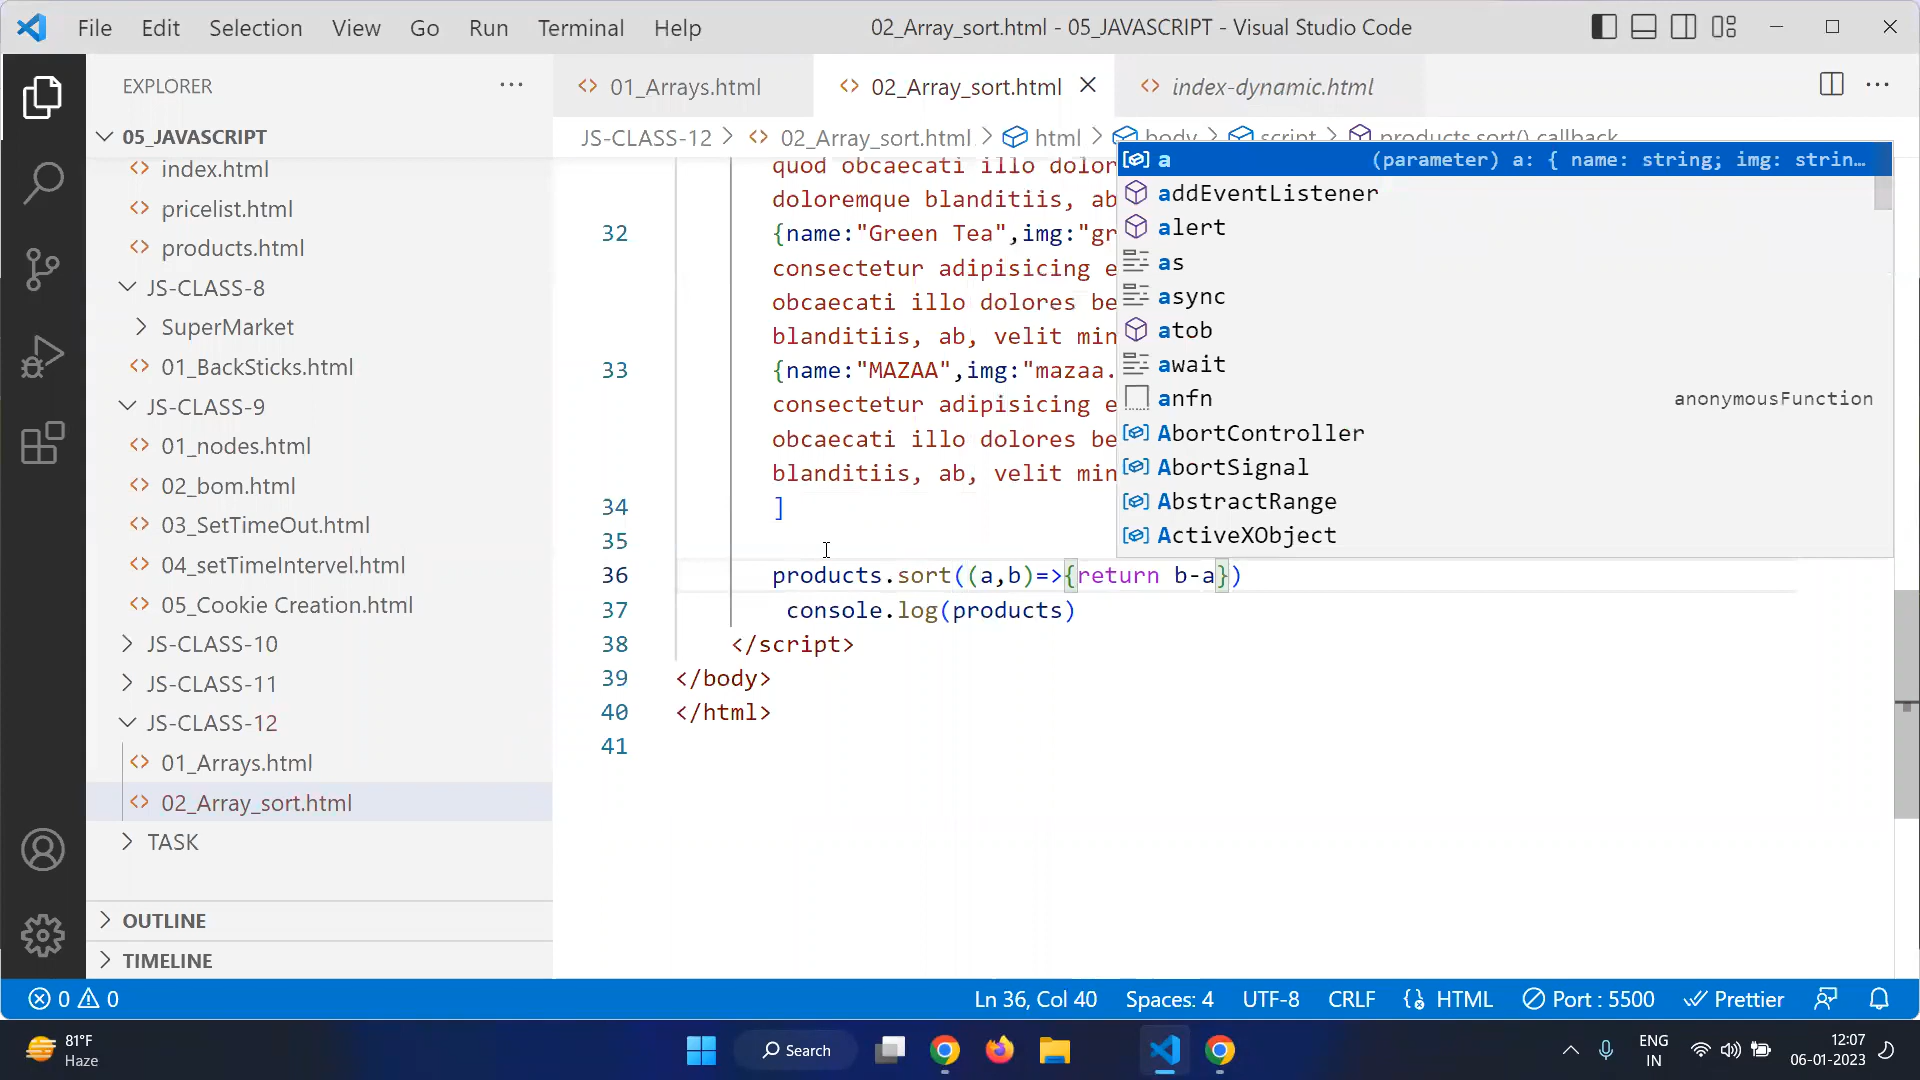 File Edit Selection View Go Run Terminal Help
02_Array_sort.html - 05_JAVASCRIPT - Visual Studio Code
EXPLORER
01_Arrays.html
02_Array_sort.html
index-dynamic.html
05_JAVASCRIPT
JS-CLASS-12 > 02_Array_sort.html > html > body > script > products.sort() callback
index.html
pricelist.html
products.html
JS-CLASS-8
SuperMarket
01_BackSticks.html
JS-CLASS-9
01_nodes.html
02_bom.html
03_SetTimeOut.html
04_setTimeIntervel.html
05_Cookie Creation.html
JS-CLASS-10
JS-CLASS-11
JS-CLASS-12
01_Arrays.html
02_Array_sort.html
TASK
OUTLINE
TIMELINE
quod obcaecati illo dolor
doloremque blanditiis, ab
32 {name:"Green Tea",img:"gr
consectetur adipisicing e
obcaecati illo dolores be
blanditiis, ab, velit min
33 {name:"MAZAA",img:"mazaa.
consectetur adipisicing e
obcaecati illo dolores be
blanditiis, ab, velit min
34 ]
35
36 products.sort((a,b)=>{return b-a})
37 console.log(products)
38 </script>
39 </body>
40 </html>
41
a (parameter) a: { name: string; img: strin…
addEventListener
alert
as
async
atob
await
anfn anonymousFunction
AbortController
AbortSignal
AbstractRange
ActiveXObject
0 0
Ln 36, Col 40 Spaces: 4 UTF-8 CRLF HTML Port : 5500 Prettier
81°F
Haze
Search
ENG
IN
12:07
06-01-2023